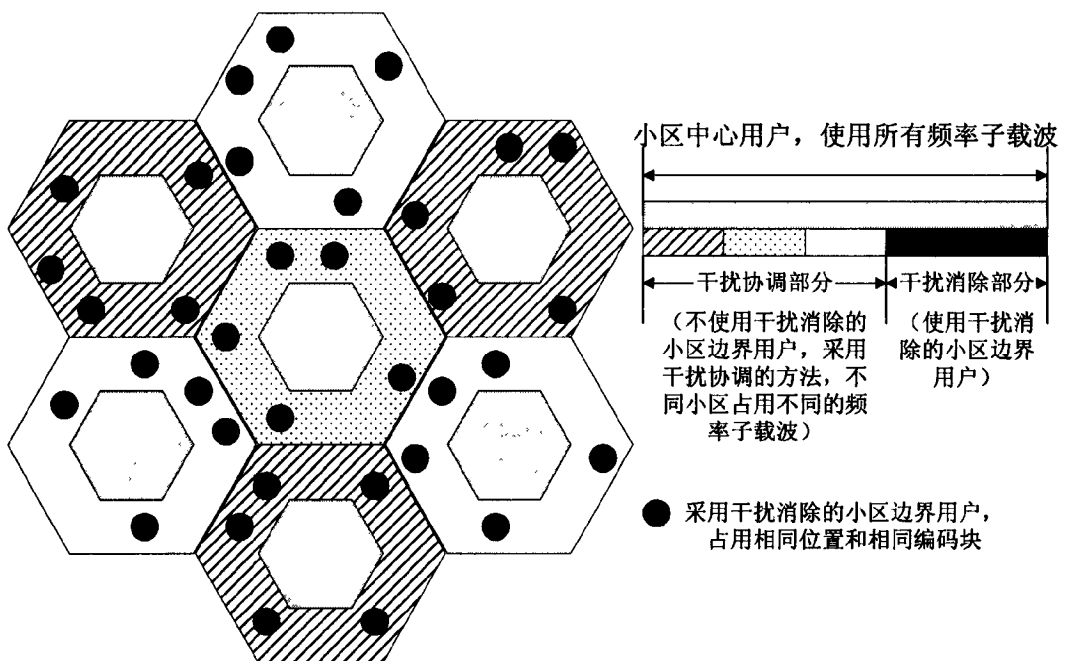 小区中心用户，使用所有频率子载波
干扰协调部分
干扰消除部分
（不使用干扰消除的
小区边界用户，采用
干扰协调的方法，不
同小区占用不同的频
率子载波）
（使用干扰消
除的小区边界
用户）
采用干扰消除的小区边界用户，
占用相同位置和相同编码块